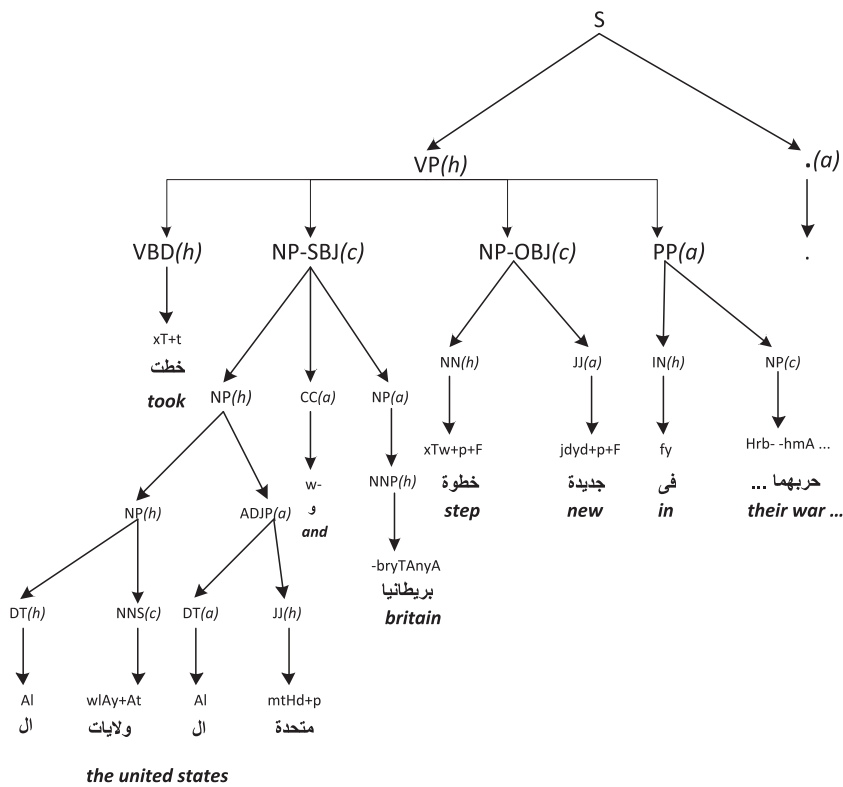 S
VP(h) .(a)
VBD(h) NP-SBJ(c) NP-OBJ(c) PP(a) .
xT+t
خطت
took
NP(h) CC(a) NP(a)
NN(h) JJ(a) IN(h) NP(c)
xTw+p+F jdyd+p+F fy Hrb- -hmA ...
خطوة جديدة فى حربهما ...
step new in their war ...
w-
و
and
NNP(h)
-bryTAnyA
بريطانيا
britain
NP(h) ADJP(a)
DT(h) NNS(c) DT(a) JJ(h)
Al wlAy+At Al mtHd+p
ال ولايات ال متحدة
the united states